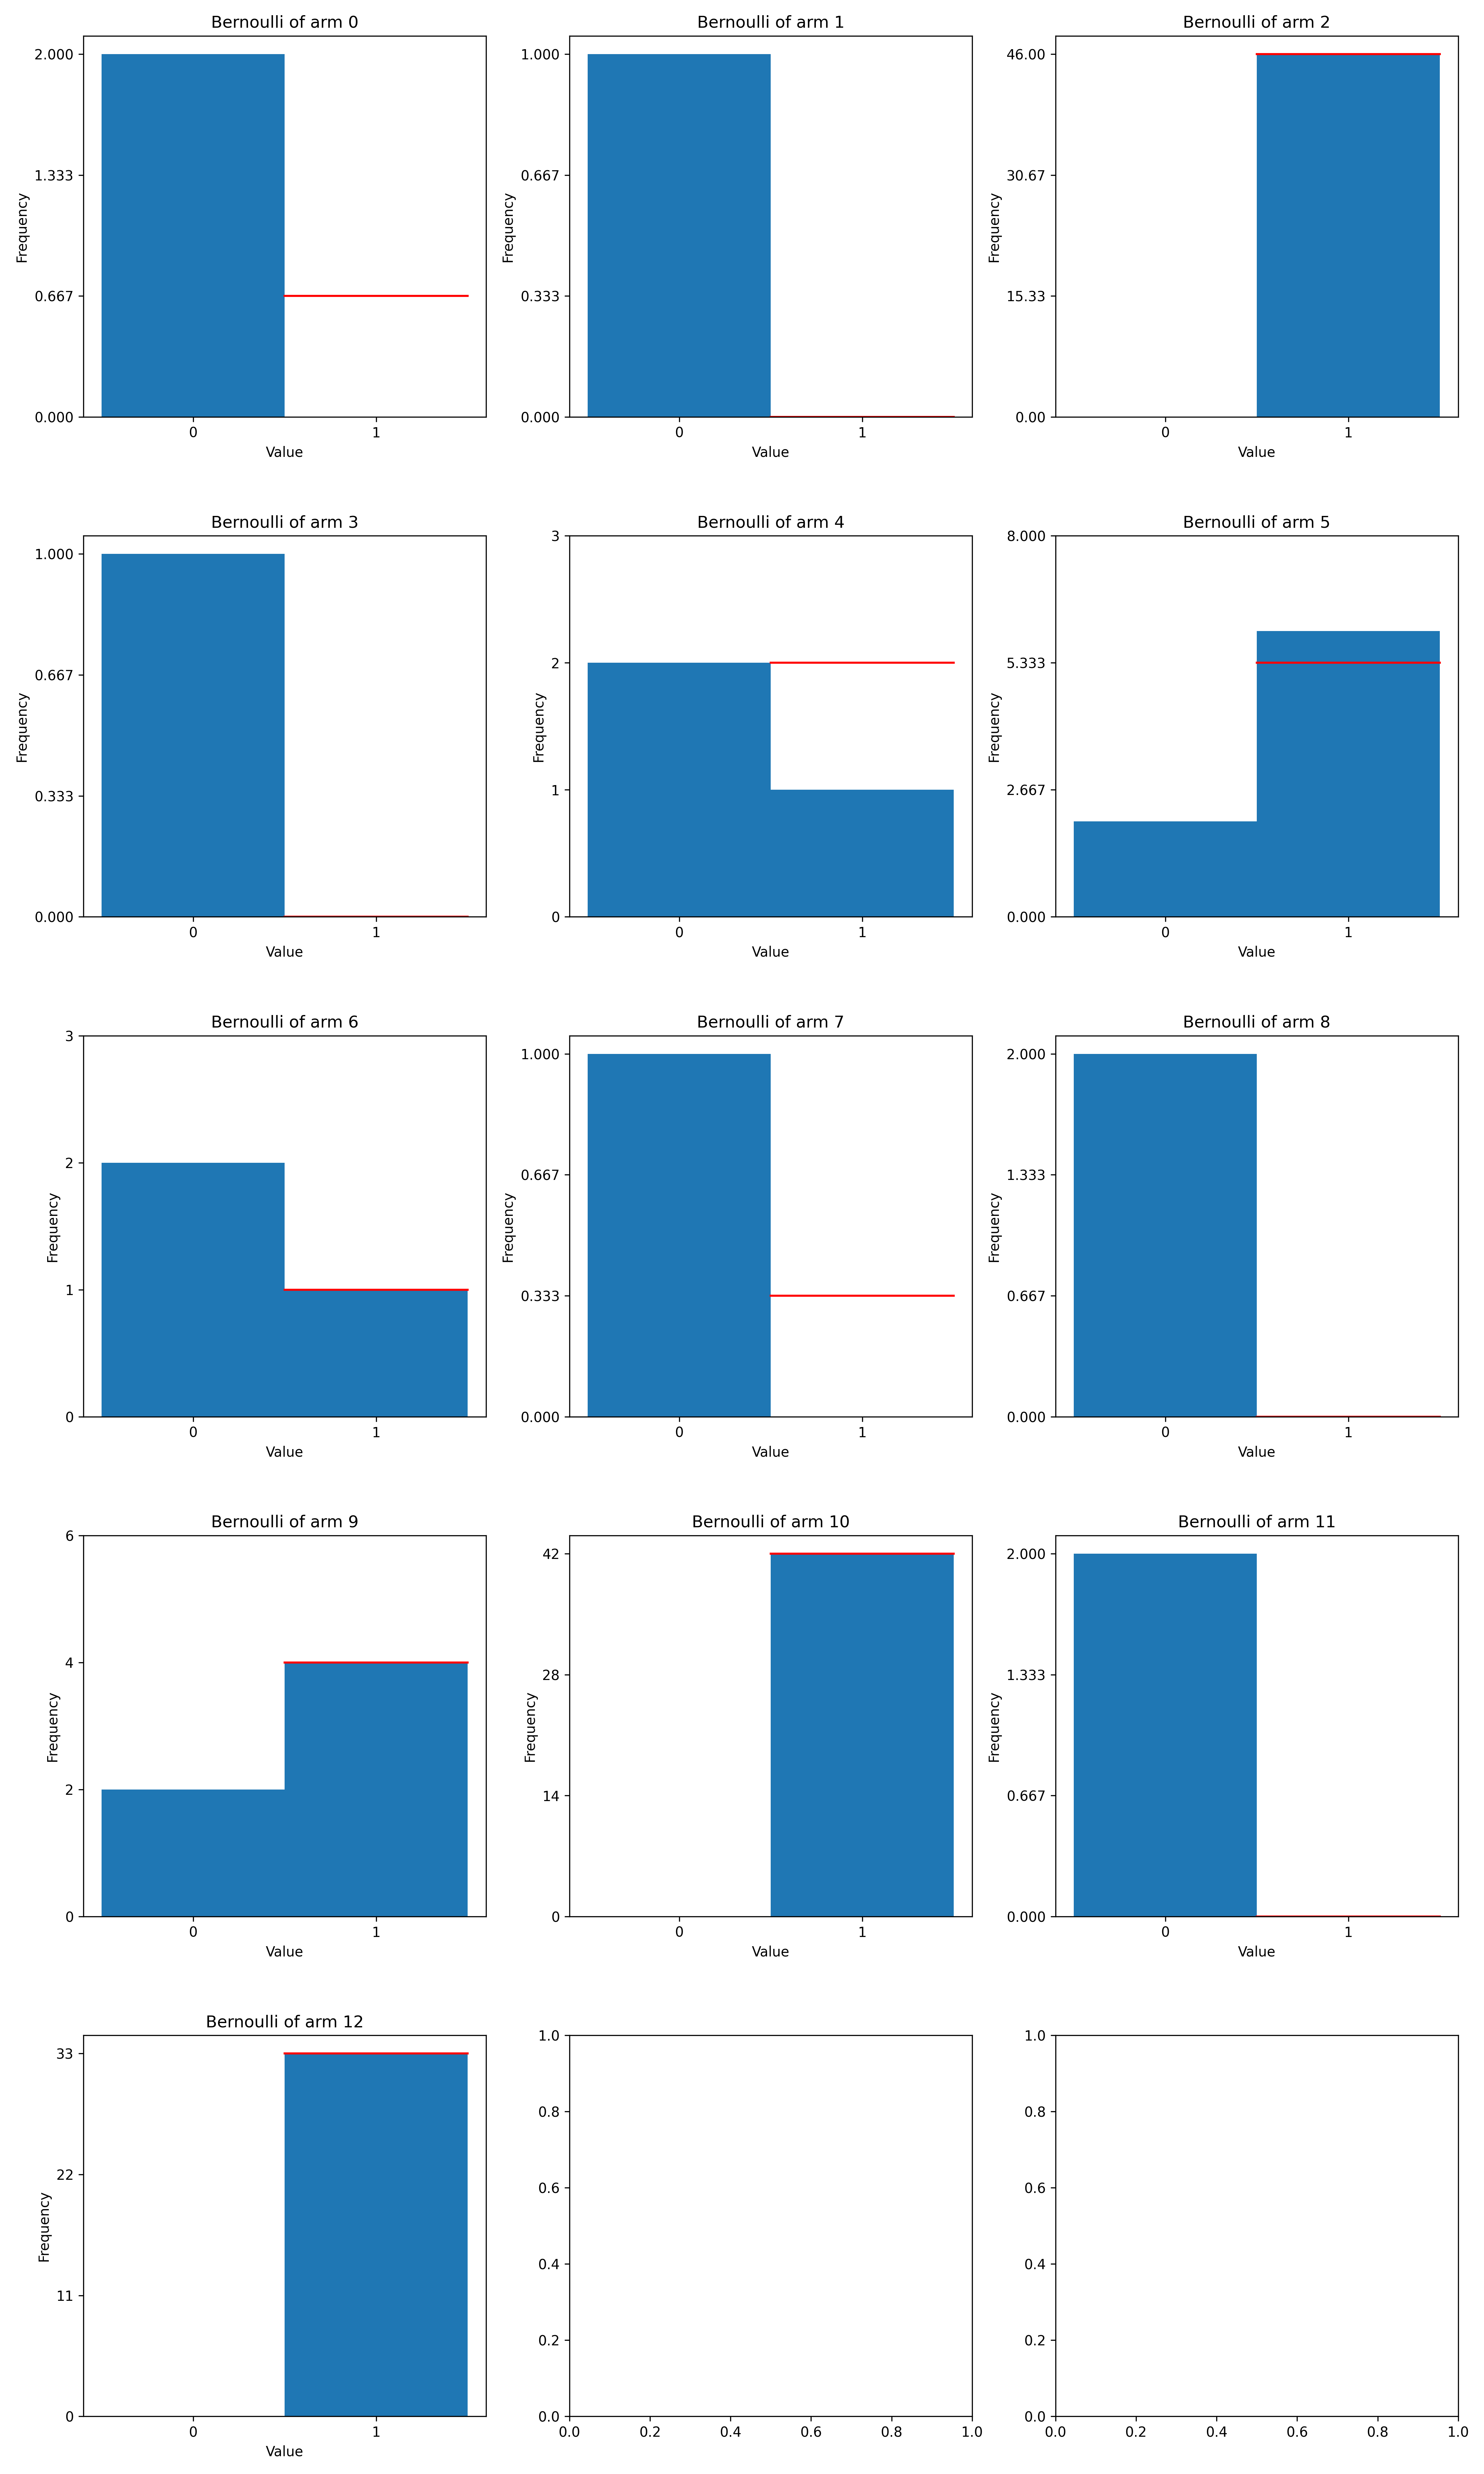 Bernoulli of arm 0
Frequency
2.000
1.333
0.667
0.000
0 1
Value
Bernoulli of arm 1
Frequency
1.000
0.667
0.333
0.000
0 1
Value
Bernoulli of arm 2
Frequency
46.00
30.67
15.33
0.00
0 1
Value
Bernoulli of arm 3
Frequency
1.000
0.667
0.333
0.000
0 1
Value
Bernoulli of arm 4
Frequency
3
2
1
0
0 1
Value
Bernoulli of arm 5
Frequency
8.000
5.333
2.667
0.000
0 1
Value
Bernoulli of arm 6
Frequency
3
2
1
0
0 1
Value
Bernoulli of arm 7
Frequency
1.000
0.667
0.333
0.000
0 1
Value
Bernoulli of arm 8
Frequency
2.000
1.333
0.667
0.000
0 1
Value
Bernoulli of arm 9
Frequency
6
4
2
0
0 1
Value
Bernoulli of arm 10
Frequency
42
28
14
0
0 1
Value
Bernoulli of arm 11
Frequency
2.000
1.333
0.667
0.000
0 1
Value
Bernoulli of arm 12
Frequency
33
22
11
0
0 1
Value
1.0
0.8
0.6
0.4
0.2
0.0
0.0 0.2 0.4 0.6 0.8 1.0
1.0
0.8
0.6
0.4
0.2
0.0
0.0 0.2 0.4 0.6 0.8 1.0